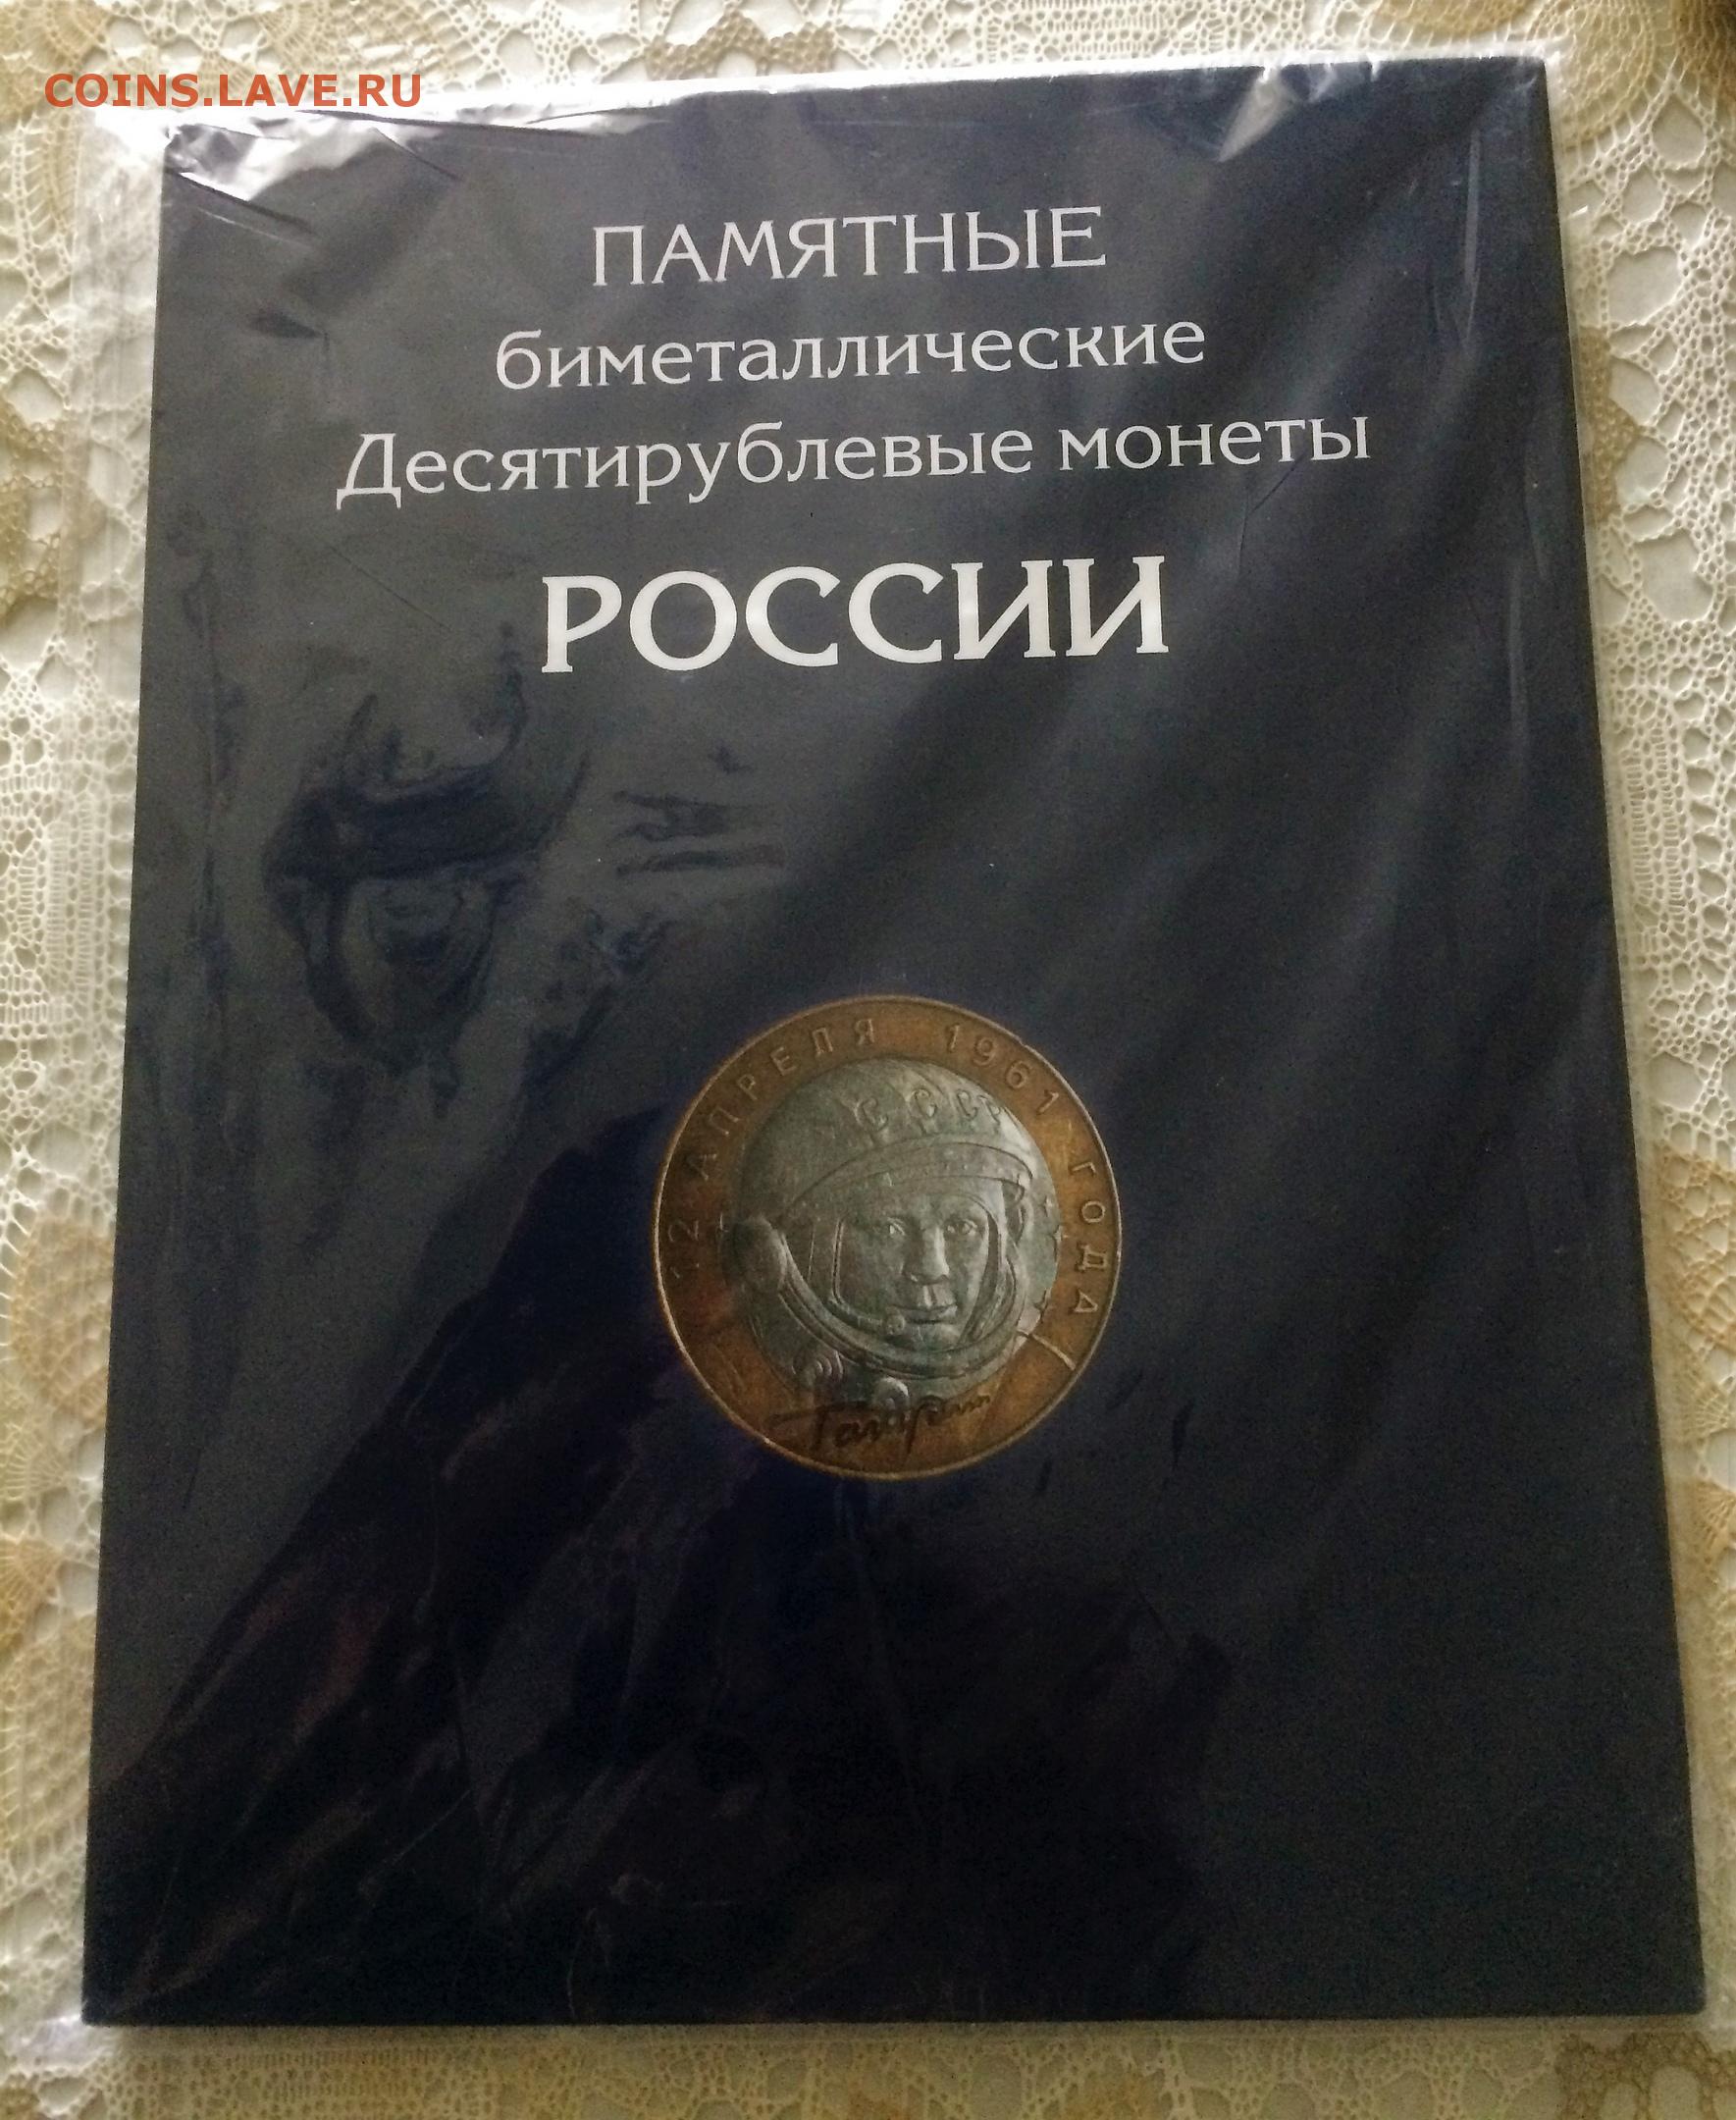 COINS.LAVE.RU
ПАМЯТНЫЕ
биметаллические
Десятирублевые монеты
РОССИИ
12 АПРЕЛЯ 1961 ГОДА
СССР
Гагарин